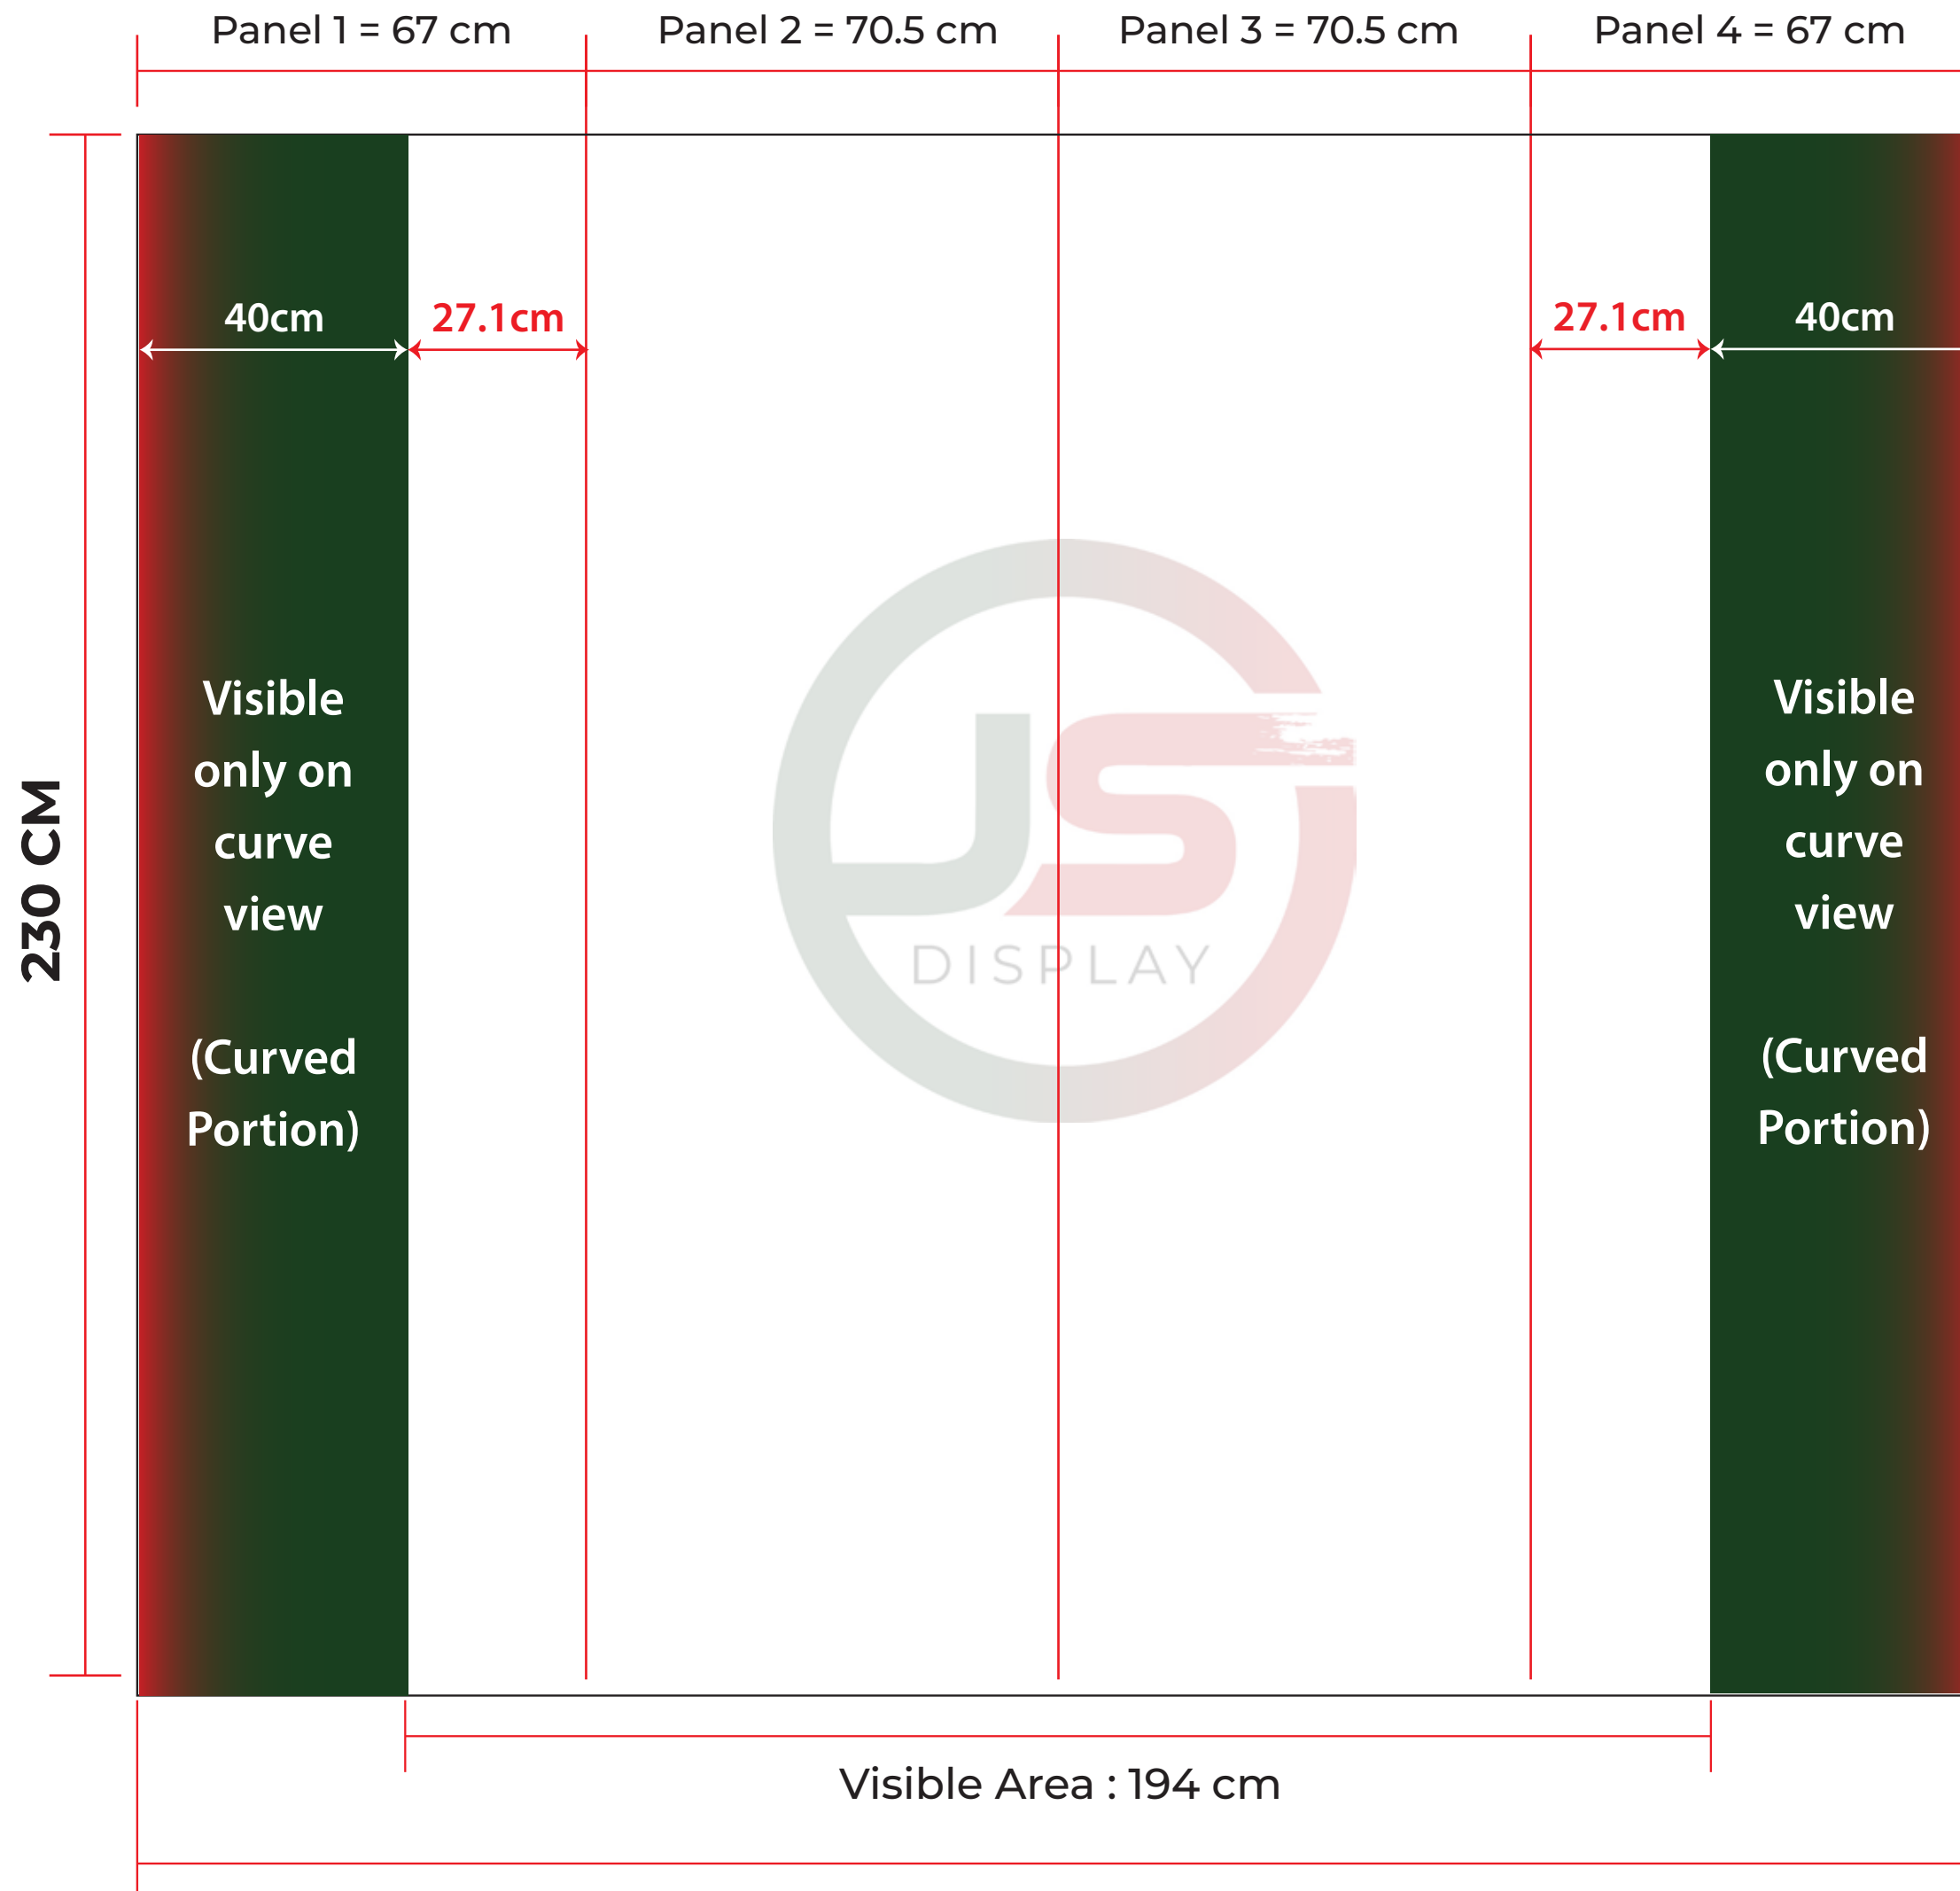 Panel 1 = 67 cm
Panel 2 = 70.5 cm
Panel 3 = 70.5 cm
Panel 4 = 67 cm
40cm
27.1cm
27.1cm
40cm
230 CM
Visible
only on
curve
view
(Curved
Portion)
JS
DISPLAY
Visible
only on
curve
view
(Curved
Portion)
Visible Area : 194 cm